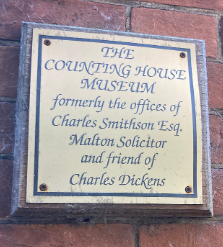 THE
COUNTING HOUSE
MUSEUM
formerly the offices of
Charles Smithson Esq.
Malton Solicitor
and friend of
Charles Dickens